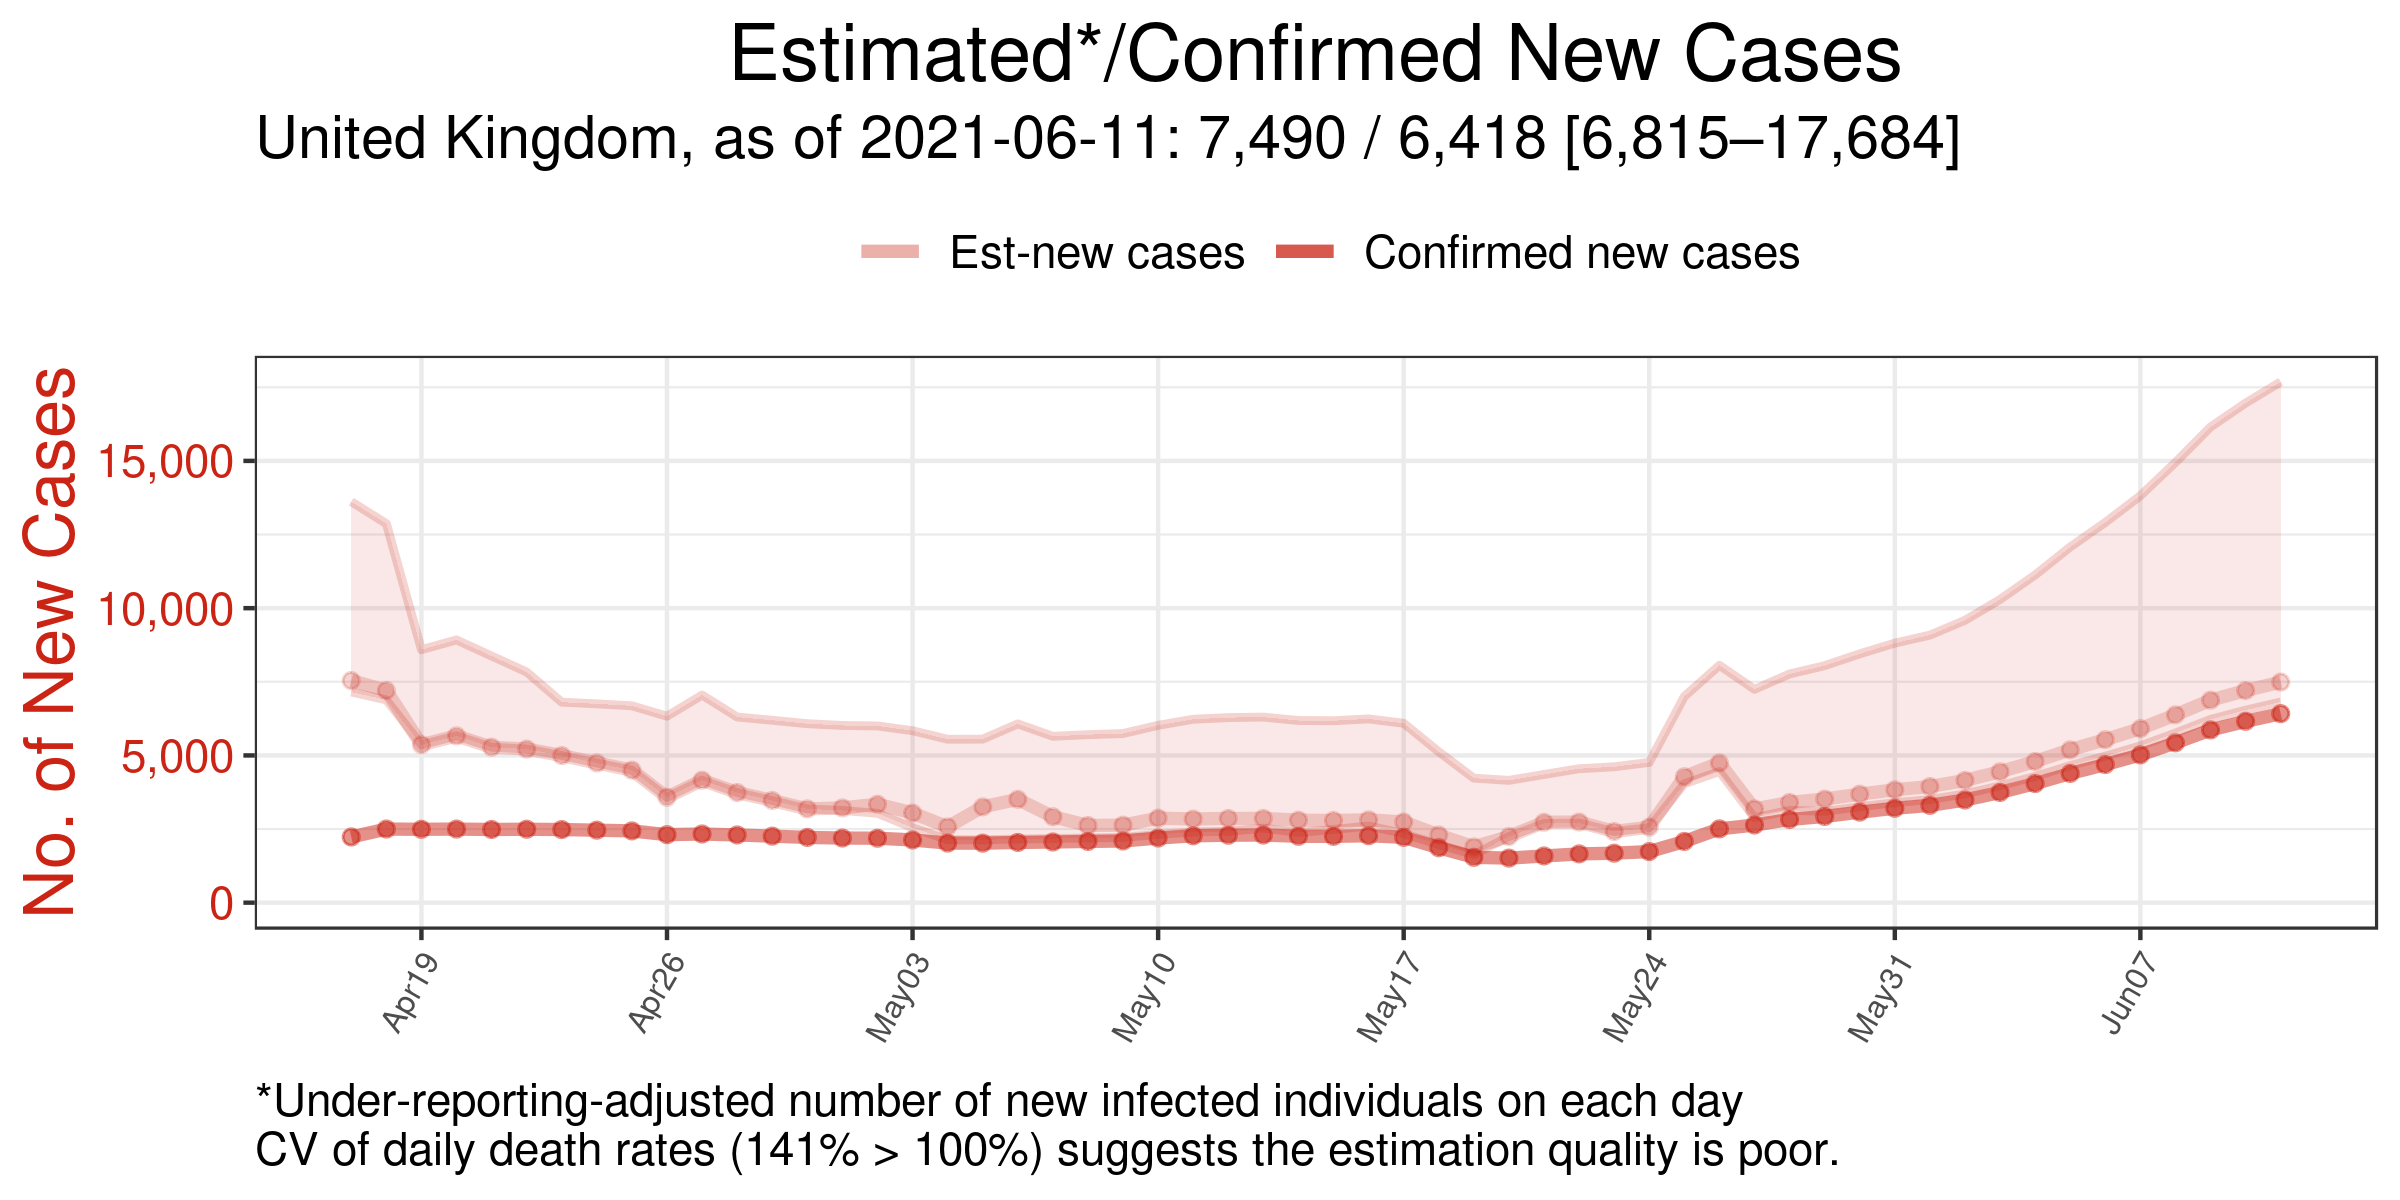 Estimated*/Confirmed New Cases
United Kingdom, as of 2021-06-11: 7,490 / 6,418 [6,815–17,684]
Est-new cases Confirmed new cases
No. of New Cases
15,000
10,000
5,000
0
Apr19 Apr26 May03 May10 May17 May24 May31 Jun07
*Under-reporting-adjusted number of new infected individuals on each day
CV of daily death rates (141% > 100%) suggests the estimation quality is poor.